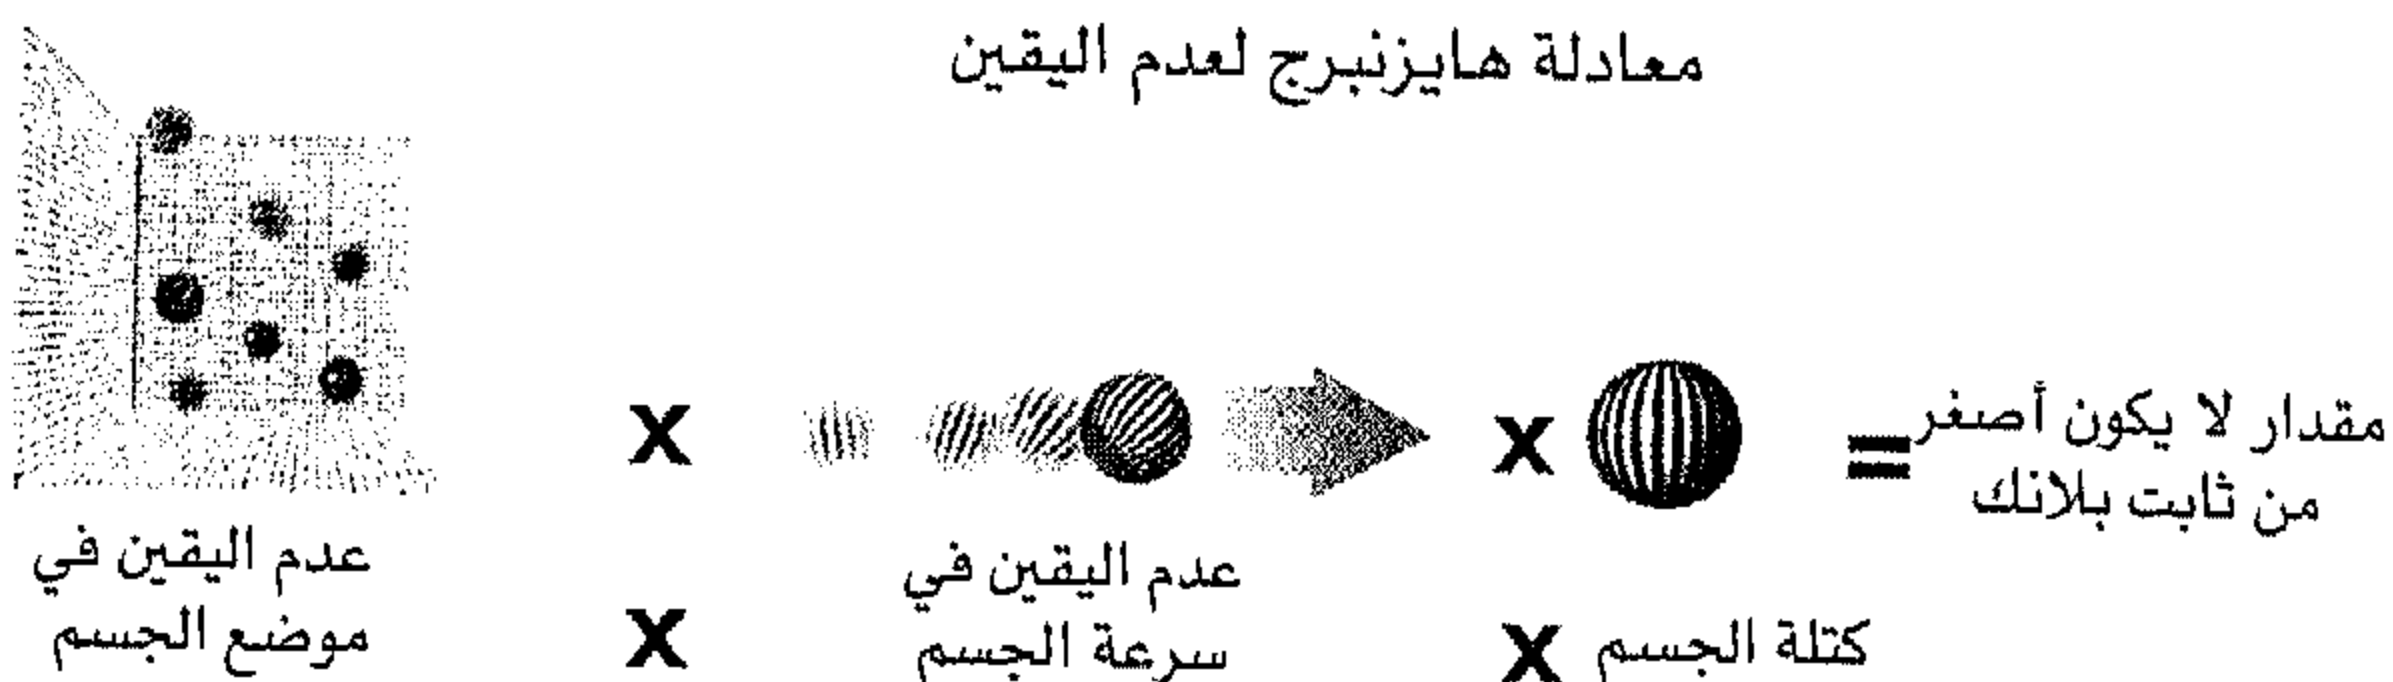 معادلة هايزنبرج لعدم اليقين
X
X
=
مقدار لا يكون أصغر
من ثابت بلانك
عدم اليقين في
موضع الجسم
X
عدم اليقين في
سرعة الجسم
X
كتلة الجسم